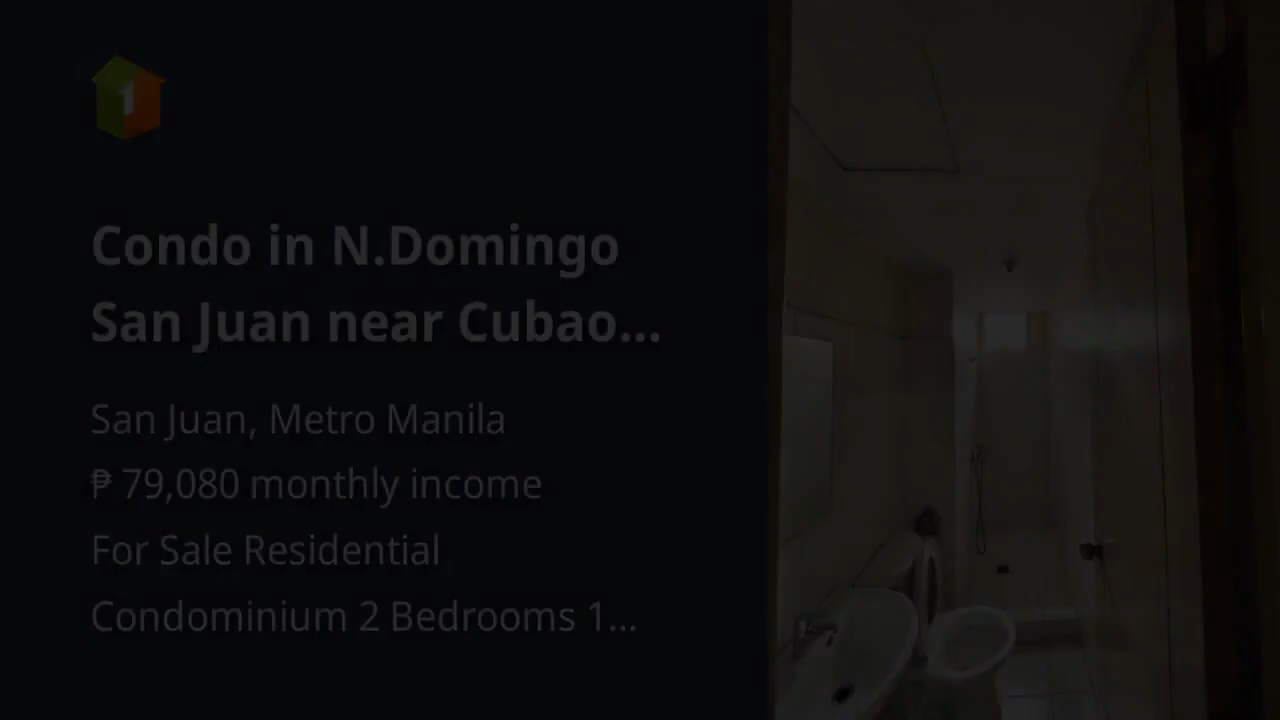 Condo in N.Domingo
San Juan near Cubao...
San Juan, Metro Manila
₱ 79,080 monthly income
For Sale Residential
Condominium 2 Bedrooms 1...